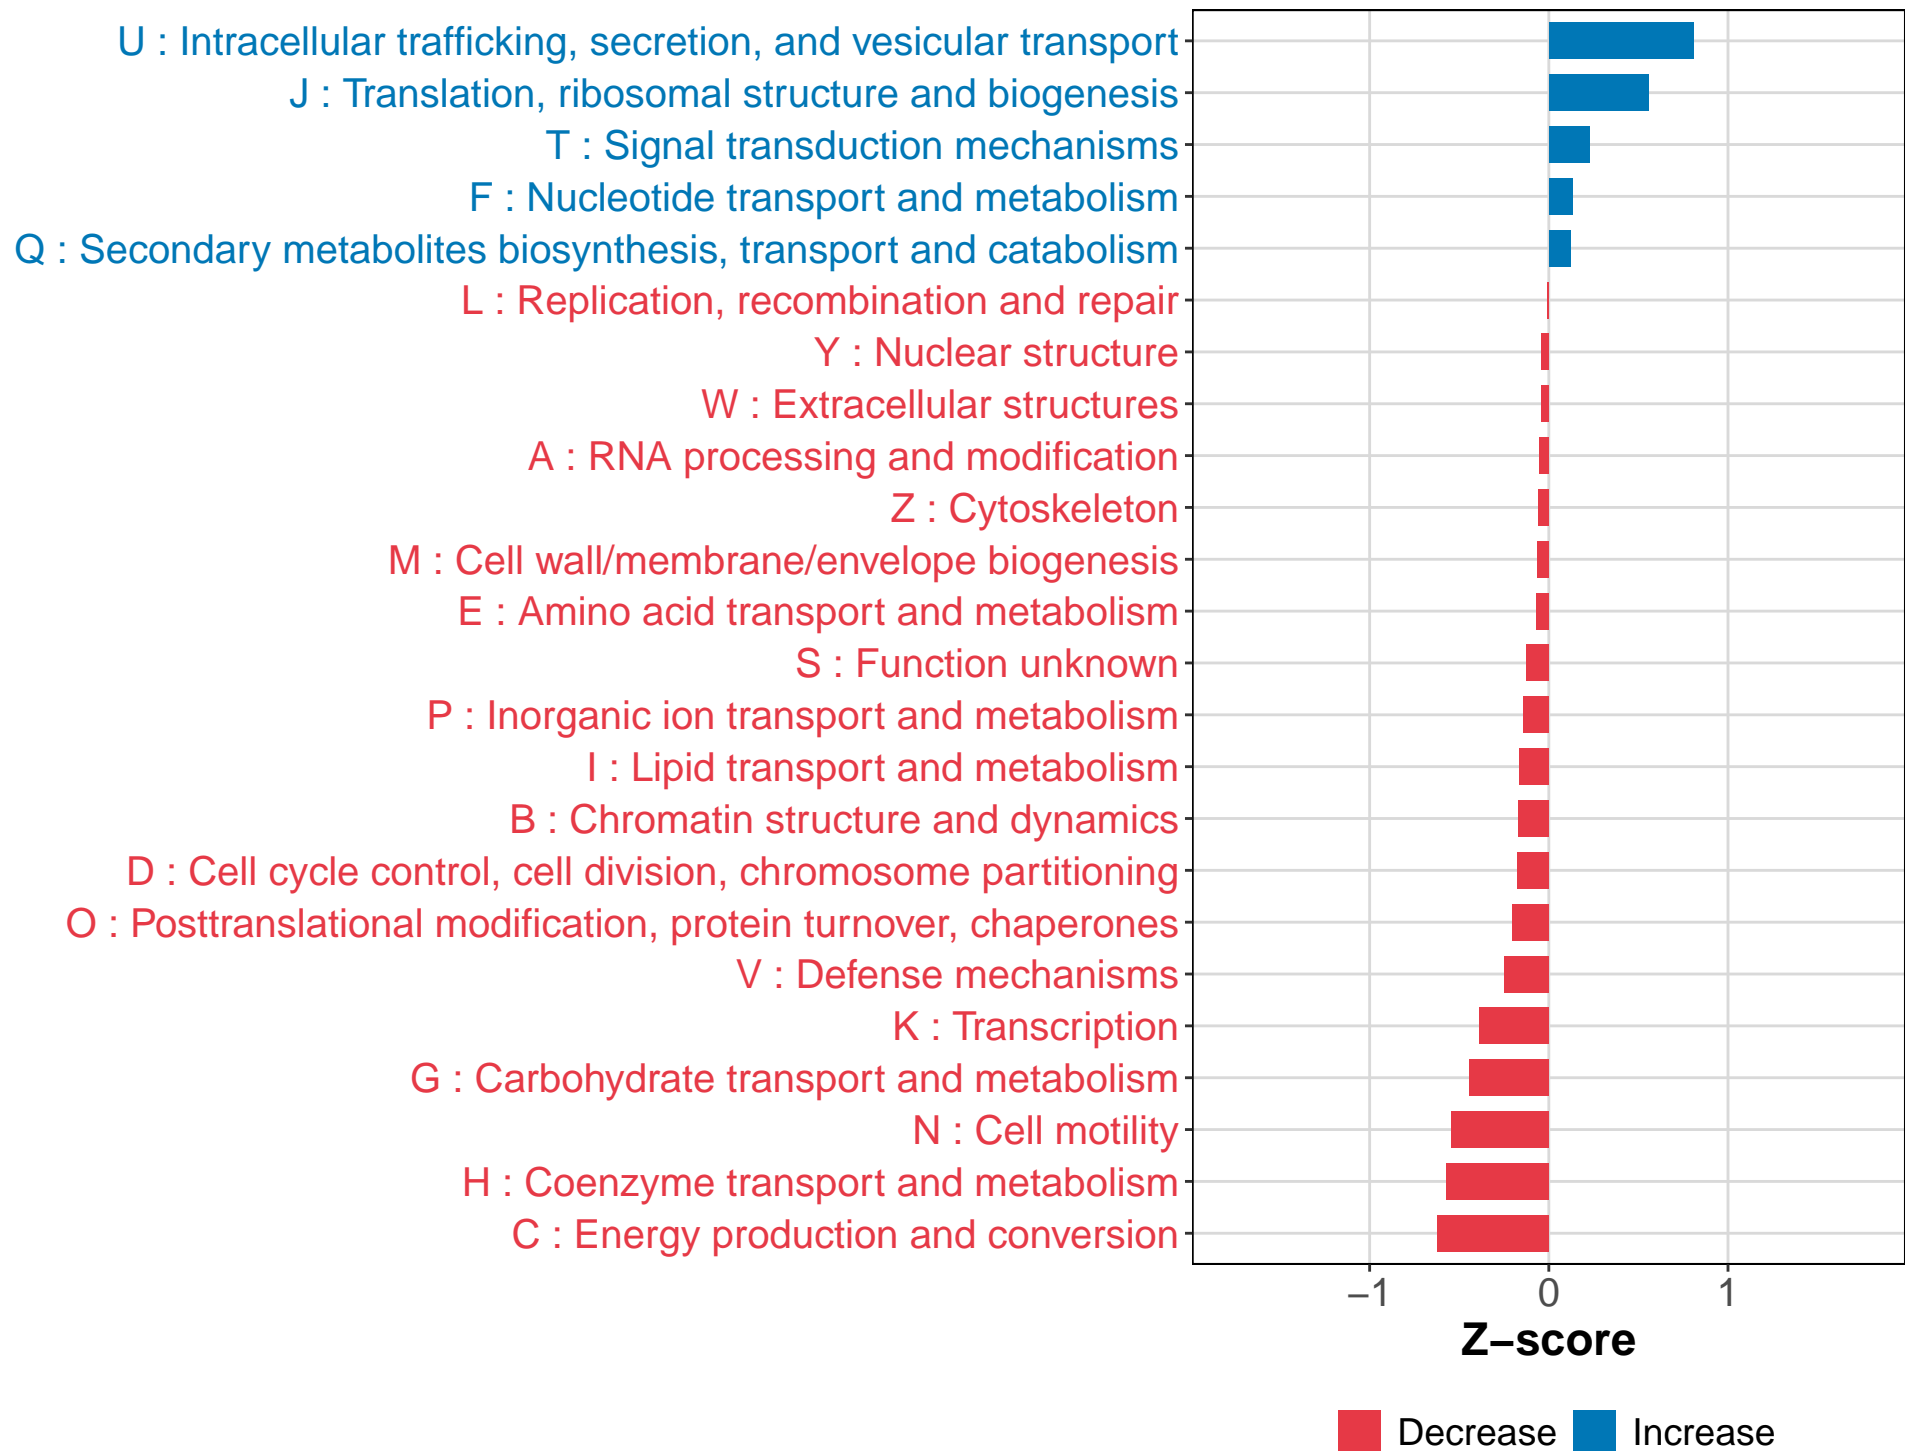 U : Intracellular trafficking, secretion, and vesicular transport
J : Translation, ribosomal structure and biogenesis
T : Signal transduction mechanisms
F : Nucleotide transport and metabolism
Q : Secondary metabolites biosynthesis, transport and catabolism
L : Replication, recombination and repair
Y : Nuclear structure
W : Extracellular structures
A : RNA processing and modification
Z : Cytoskeleton
M : Cell wall/membrane/envelope biogenesis
E : Amino acid transport and metabolism
S : Function unknown
P : Inorganic ion transport and metabolism
I : Lipid transport and metabolism
B : Chromatin structure and dynamics
D : Cell cycle control, cell division, chromosome partitioning
O : Posttranslational modification, protein turnover, chaperones
V : Defense mechanisms
K : Transcription
G : Carbohydrate transport and metabolism
N : Cell motility
H : Coenzyme transport and metabolism
C : Energy production and conversion
−1 0 1
Z−score
Decrease Increase